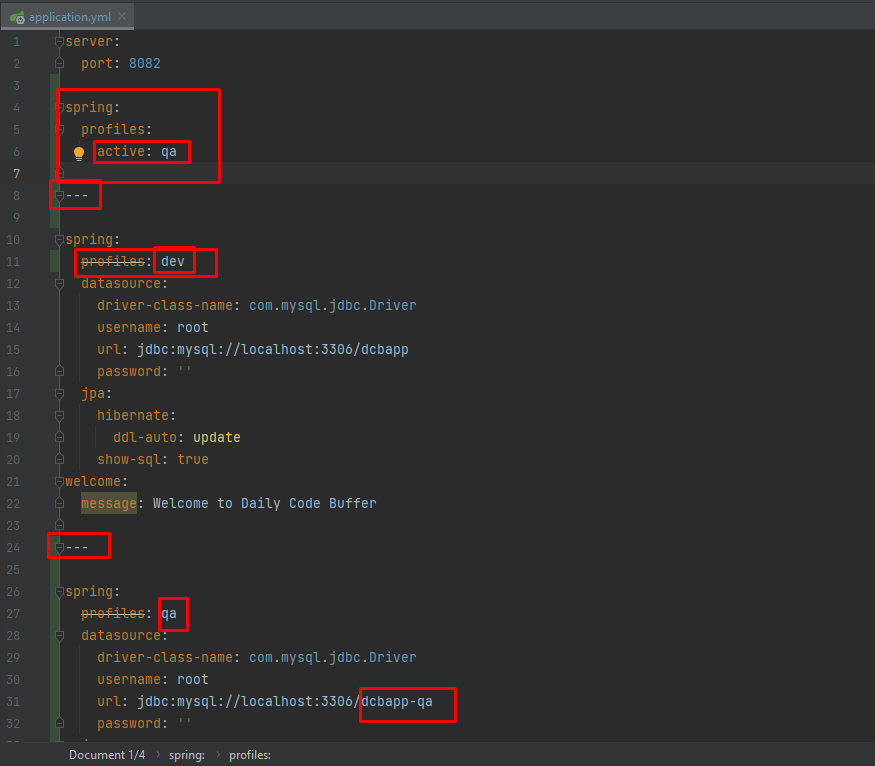 application.yml
1 server:
2   port: 8082
3
4 spring:
5   profiles:
6     active: qa
7
8 ---
9
10 spring:
11   profiles: dev
12   datasource:
13     driver-class-name: com.mysql.jdbc.Driver
14     username: root
15     url: jdbc:mysql://localhost:3306/dcbapp
16     password: ''
17   jpa:
18     hibernate:
19       ddl-auto: update
20     show-sql: true
21 welcome:
22   message: Welcome to Daily Code Buffer
23
24 ---
25
26 spring:
27   profiles: qa
28   datasource:
29     driver-class-name: com.mysql.jdbc.Driver
30     username: root
31     url: jdbc:mysql://localhost:3306/dcbapp-qa
32     password: ''
Document 1/4 › spring: › profiles: